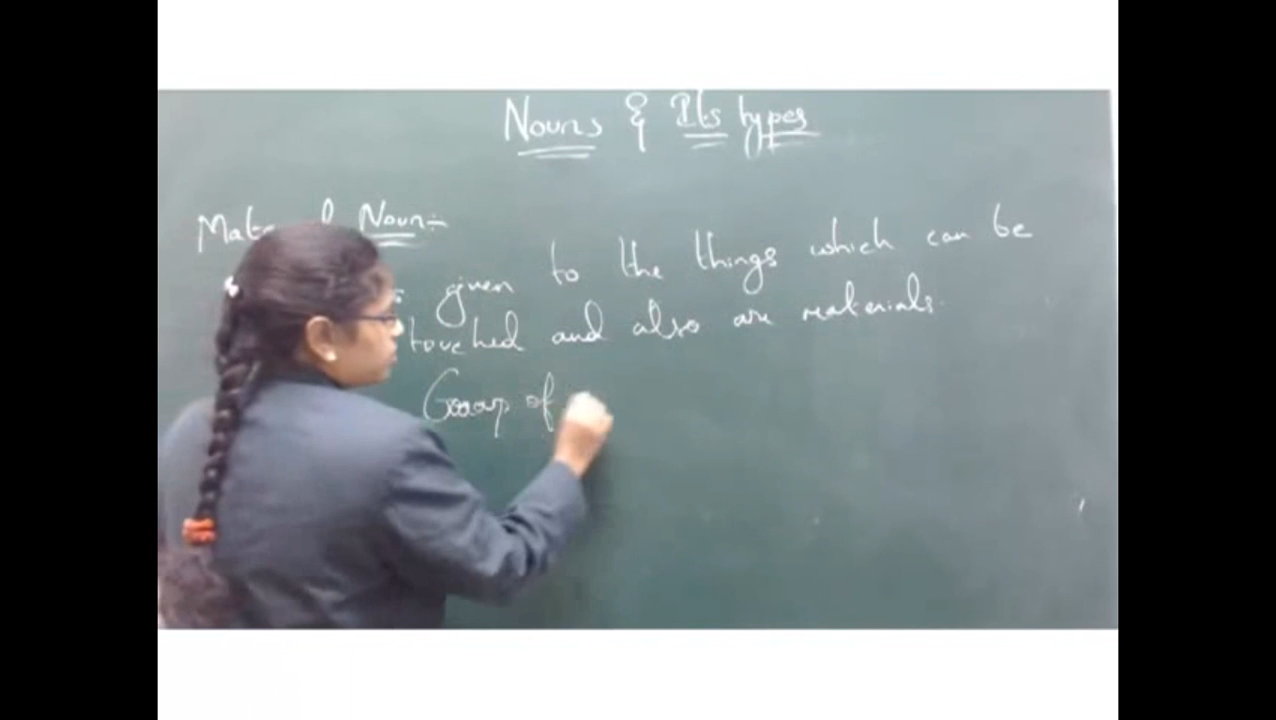 Nouns & Its types
Noun:-
given to the things which can be
touched and also are materials.
Group of